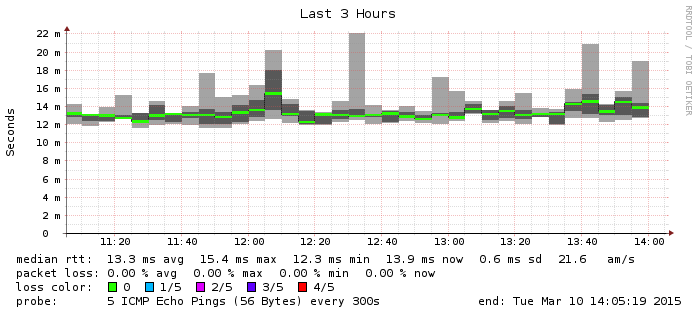 Last 3 Hours
RRDTOOL / TOBI OETIKER
Seconds
22 m
20 m
18 m
16 m
14 m
12 m
10 m
8 m
6 m
4 m
2 m
0
11:20 11:40 12:00 12:20 12:40 13:00 13:20 13:40 14:00
median rtt: 13.3 ms avg 15.4 ms max 12.3 ms min 13.9 ms now 0.6 ms sd 21.6 am/s
packet loss: 0.00 % avg 0.00 % max 0.00 % min 0.00 % now
loss color: 0 1/5 2/5 3/5 4/5
probe: 5 ICMP Echo Pings (56 Bytes) every 300s end: Tue Mar 10 14:05:19 2015